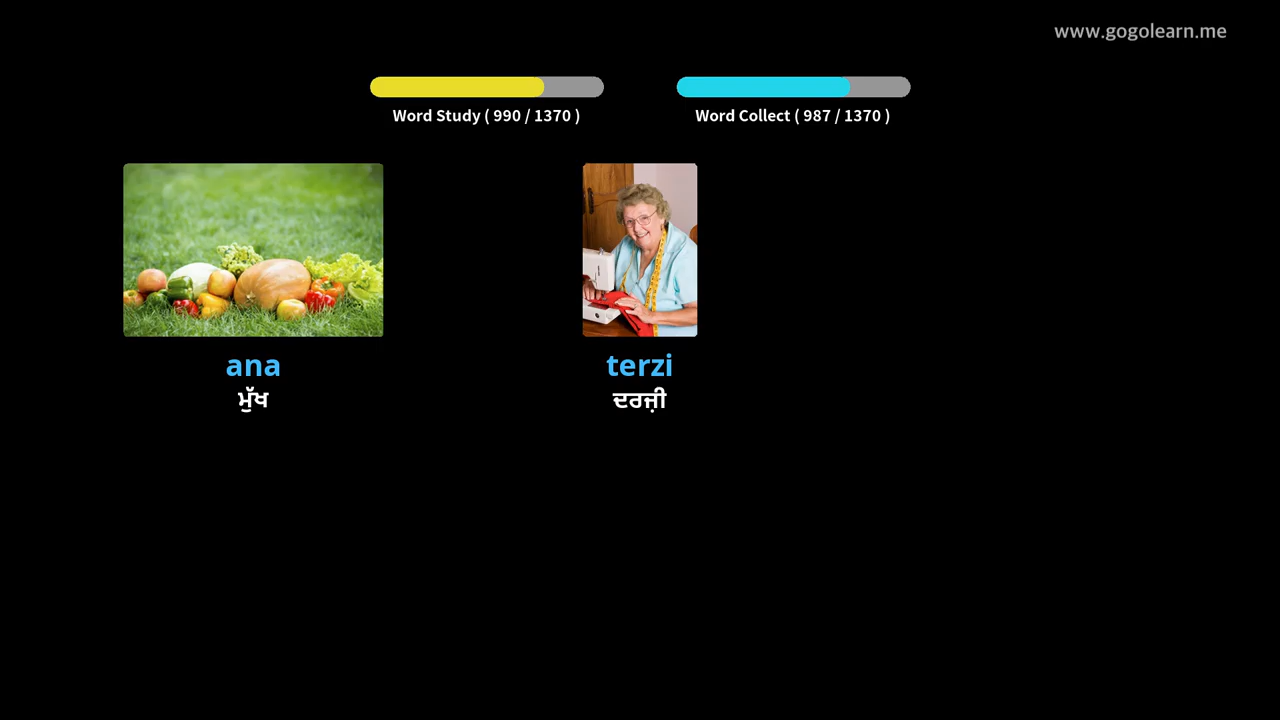 www.gogolearn.me
Word Study ( 990 / 1370 )
Word Collect ( 987 / 1370 )
ana
ਮੁੱਖ
terzi
ਦਰਜ਼ੀ